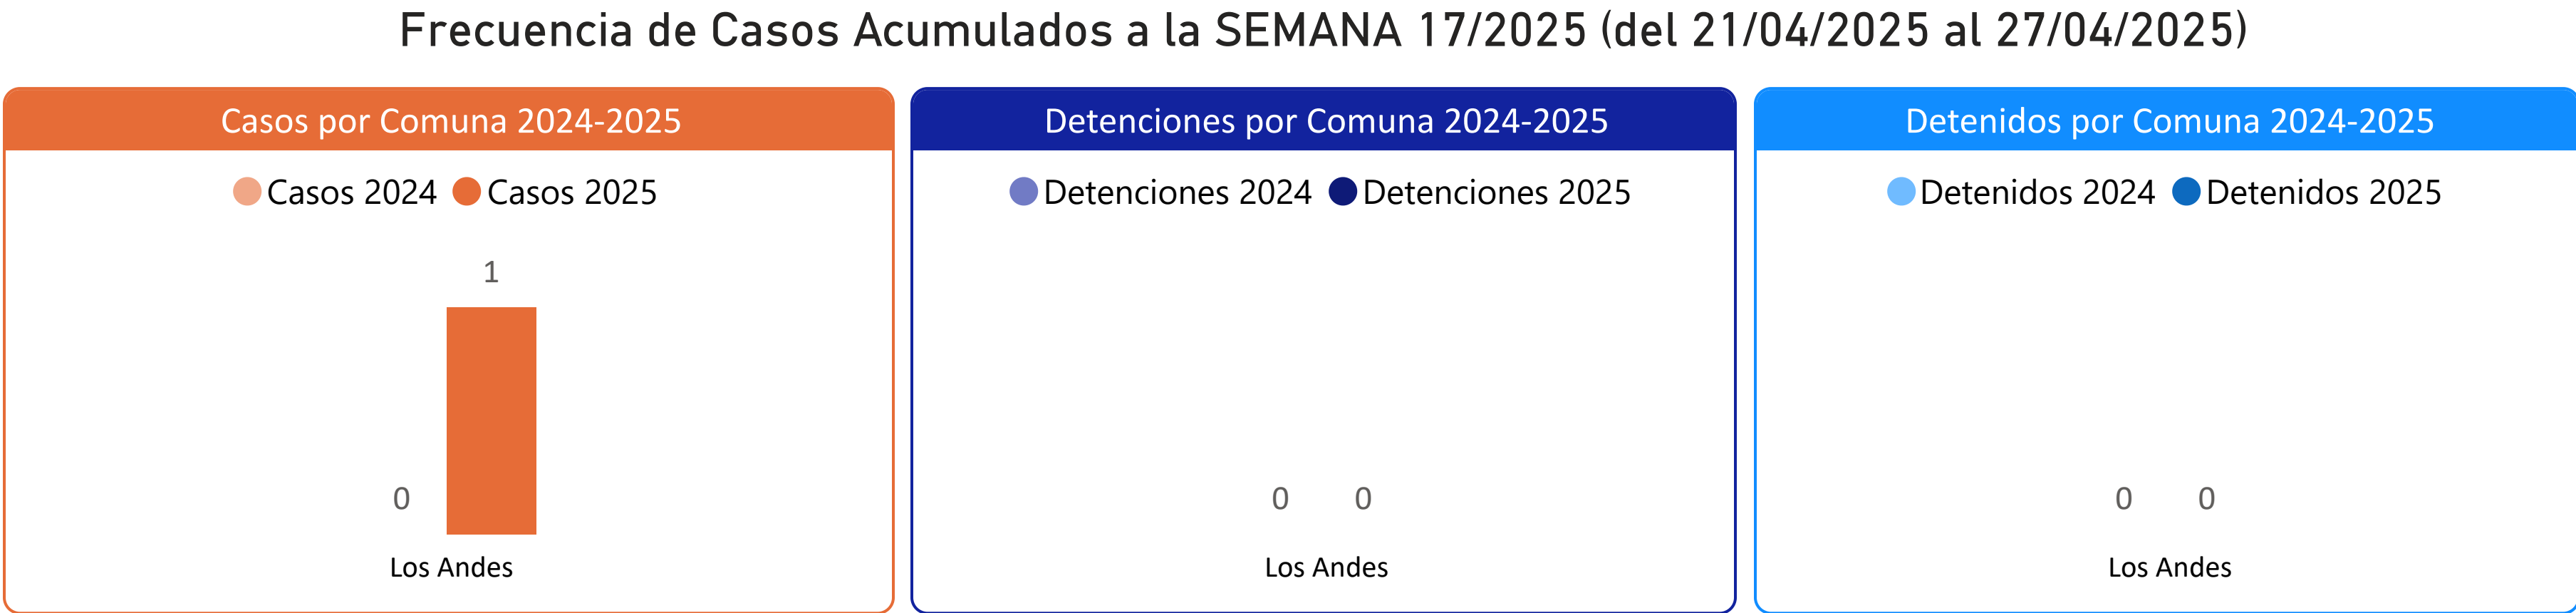 Frecuencia de Casos Acumulados a la SEMANA 17/2025 (del 21/04/2025 al 27/04/2025)
Casos por Comuna 2024-2025
Casos 2024 Casos 2025
1
0
Los Andes
Detenciones por Comuna 2024-2025
Detenciones 2024 Detenciones 2025
0 0
Los Andes
Detenidos por Comuna 2024-2025
Detenidos 2024 Detenidos 2025
0 0
Los Andes